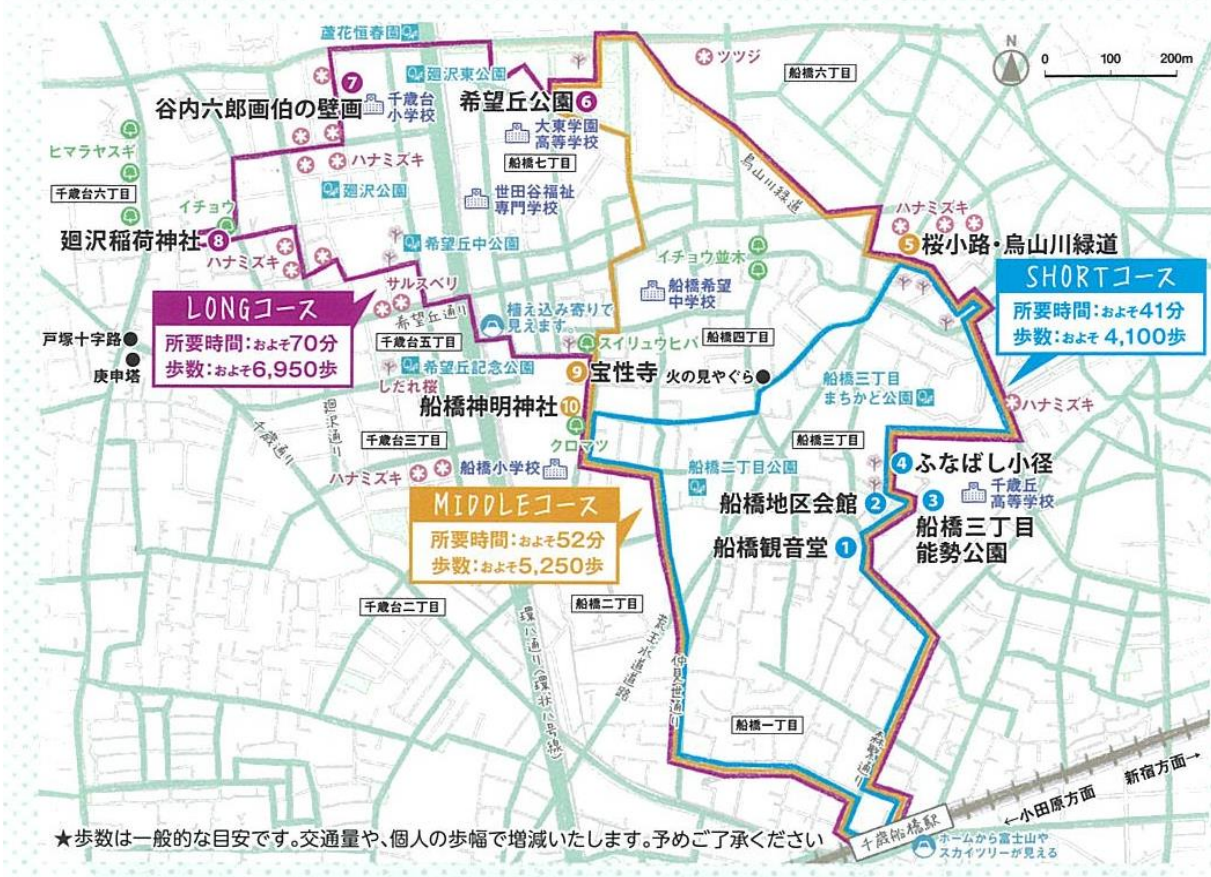 蘆花恒春園
廻沢東公園
7
谷内六郎画伯の壁画
千歳台
小学校
希望丘公園 6
大東学園
高等学校
船橋七丁目
ツツジ
船橋六丁目
N
0 100 200m
ヒマラヤスギ
千歳台六丁目
ハナミズキ
廻沢公園
世田谷福祉
専門学校
烏山川緑道
イチョウ
廻沢稲荷神社 8
ハナミズキ
希望丘中公園
サルスベリ
希望丘通り
イチョウ並木
船橋希望
中学校
ハナミズキ
5 桜小路・烏山川緑道
SHORTコース
所要時間:およそ41分
歩数:およそ4,100歩
LONGコース
所要時間:およそ70分
歩数:およそ6,950歩
植え込み寄りで
見えます。
戸塚十字路
庚申塔
千歳台五丁目
希望丘記念公園
しだれ桜
スイリュウヒバ
船橋四丁目
9 宝性寺
火の見やぐら
船橋三丁目
まちかど公園
ハナミズキ
船橋神明神社 10
クロマツ
千歳通り
千歳台三丁目
ハナミズキ
船橋小学校
船橋三丁目
船橋二丁目公園
4 ふなばし小径
千歳丘
高等学校
船橋地区会館 2
3
船橋三丁目
能勢公園
船橋観音堂 1
MIDDLEコース
所要時間:およそ52分
歩数:およそ5,250歩
千歳台二丁目
船橋二丁目
環八通り(環状八号線)
荒玉水道道路
船橋一丁目
森繁通り
新宿方面→
←小田原方面
千歳船橋駅
ホームから富士山や
スカイツリーが見える
★歩数は一般的な目安です。交通量や、個人の歩幅で増減いたします。予めご了承ください